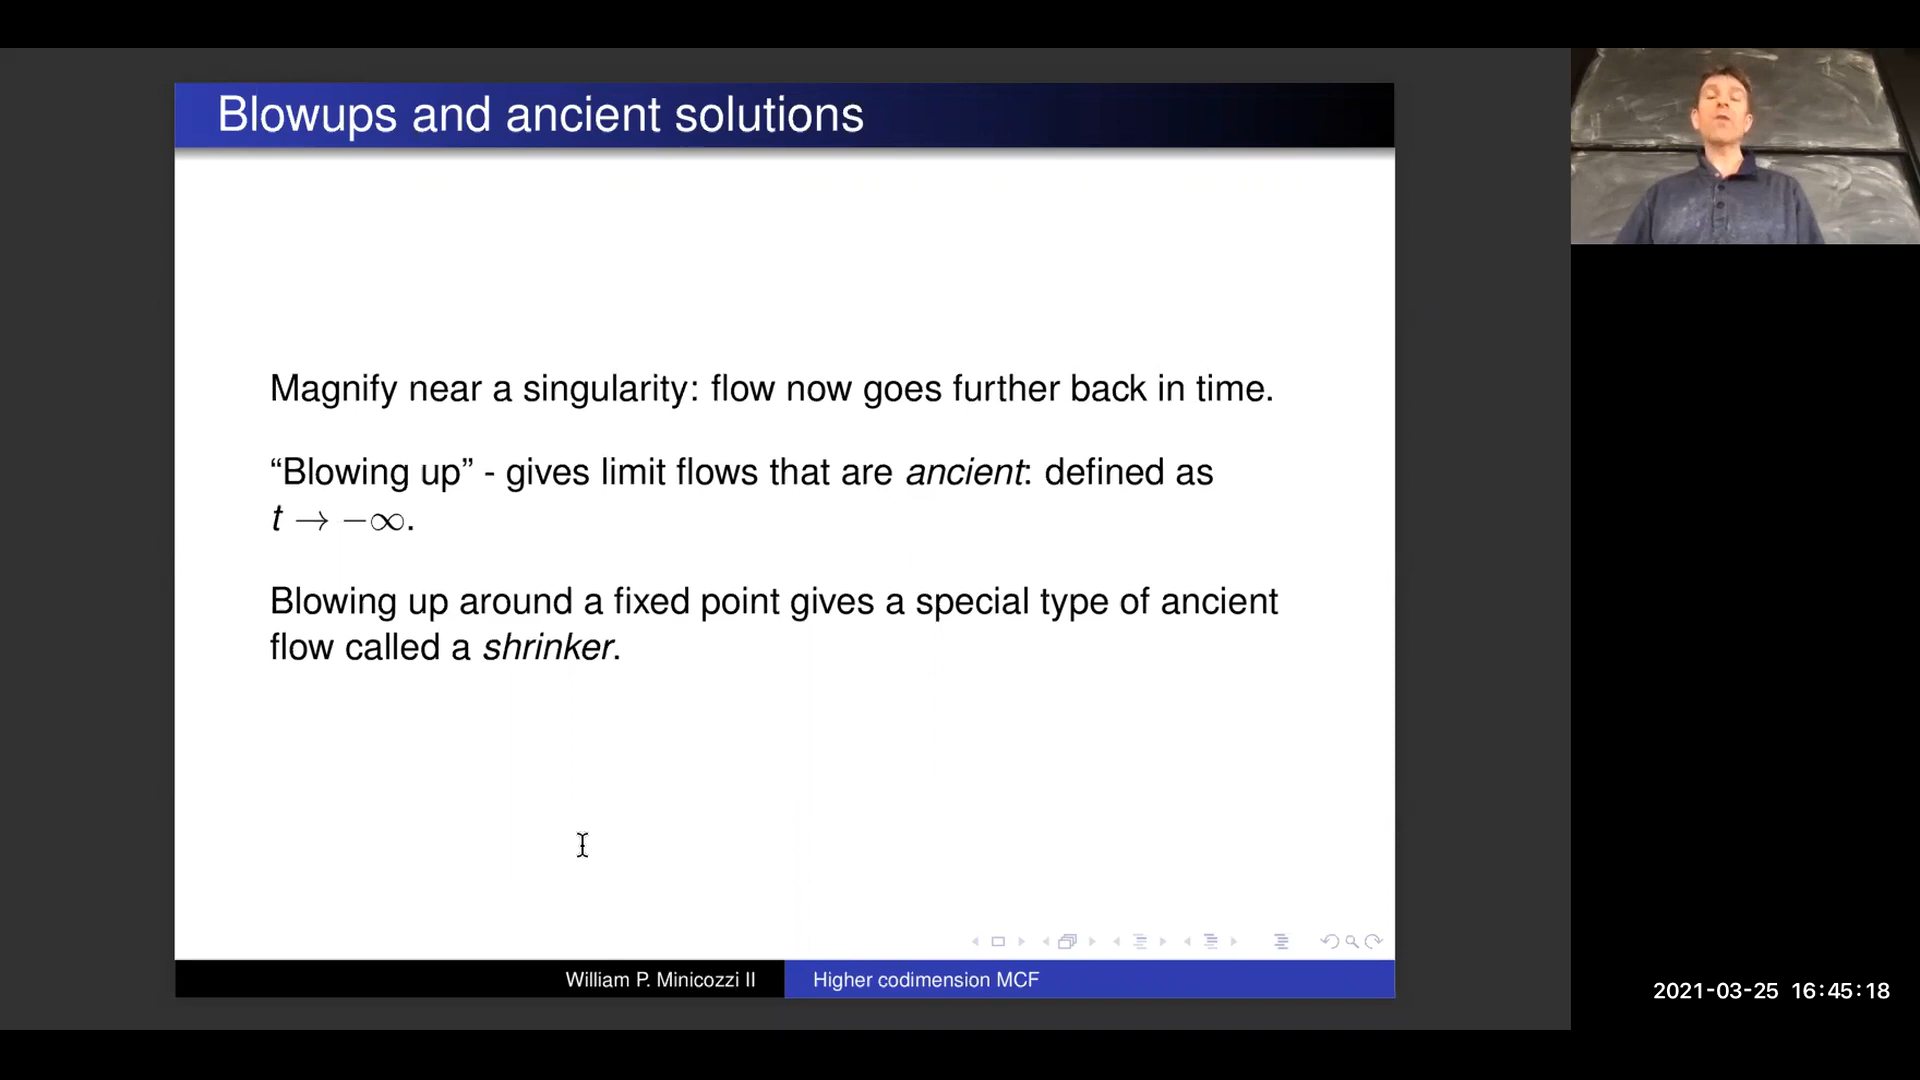 Blowups and ancient solutions
Magnify near a singularity: flow now goes further back in time.
“Blowing up” - gives limit flows that are ancient: defined as
t → −∞.
Blowing up around a fixed point gives a special type of ancient
flow called a shrinker.
William P. Minicozzi II
Higher codimension MCF
2021-03-25 16:45:18